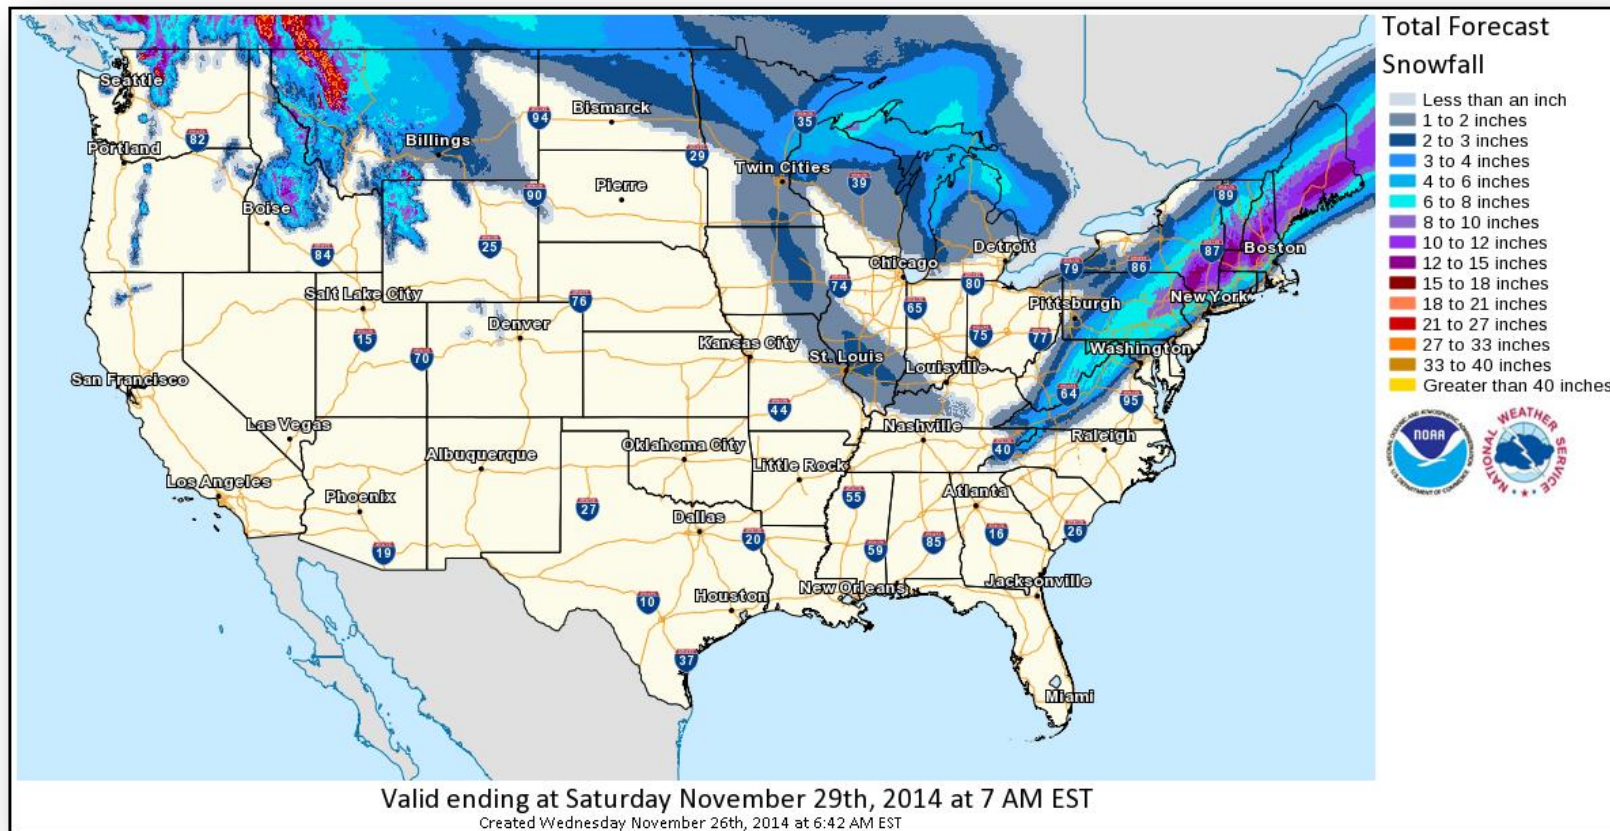 Total Forecast
Snowfall
Less than an inch
1 to 2 inches
2 to 3 inches
3 to 4 inches
4 to 6 inches
6 to 8 inches
8 to 10 inches
10 to 12 inches
12 to 15 inches
15 to 18 inches
18 to 21 inches
21 to 27 inches
27 to 33 inches
33 to 40 inches
Greater than 40 inches
NOAA
NATIONAL WEATHER SERVICE
Seattle
82
Portland
Boise
84
Billings
94
Bismarck
90
Pierre
29
Twin Cities
35
39
25
Salt Lake City
15
70
76
Denver
San Francisco
Las Vegas
Los Angeles
Phoenix
19
Albuquerque
Kansas City
44
Oklahoma City
Little Rock
27
Dallas
20
10
Houston
37
New Orleans
55
59
85
Atlanta
16
26
Jacksonville
Miami
Nashville
40
Raleigh
95
64
Louisville
St. Louis
74
Chicago
65
80
75
77
Detroit
79
86
Pittsburgh
Washington
New York
87
89
Boston
Valid ending at Saturday November 29th, 2014 at 7 AM EST
Created Wednesday November 26th, 2014 at 6:42 AM EST